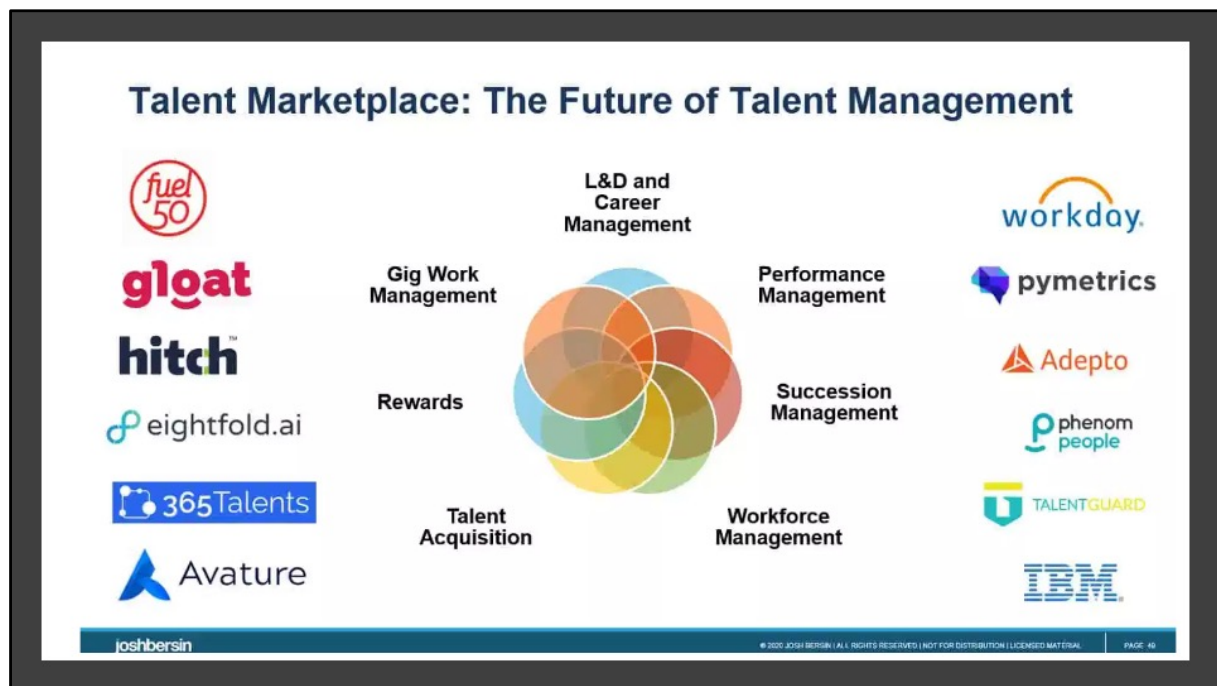 Talent Marketplace: The Future of Talent Management
fuel
50
gloat
hitch™
eightfold.ai
365Talents
Avature
L&D and
Career
Management
Gig Work
Management
Performance
Management
Rewards
Succession
Management
Talent
Acquisition
Workforce
Management
workday.
pymetrics
Adepto
phenom
people
TALENTGUARD
IBM®
joshbersin
© 2020 JOSH BERSIN | ALL RIGHTS RESERVED | NOT FOR DISTRIBUTION | LICENSED MATERIAL
PAGE 49